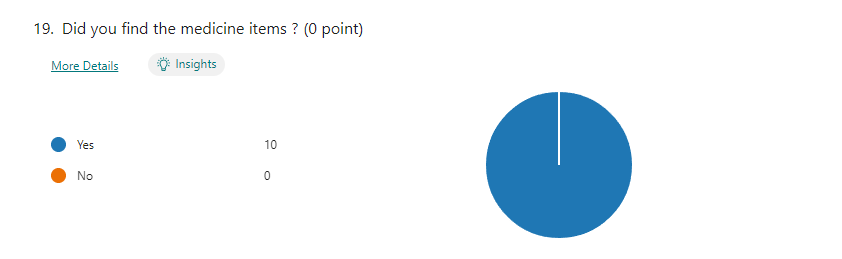 19. Did you find the medicine items ? (0 point)
More Details
Insights
Yes 10
No 0